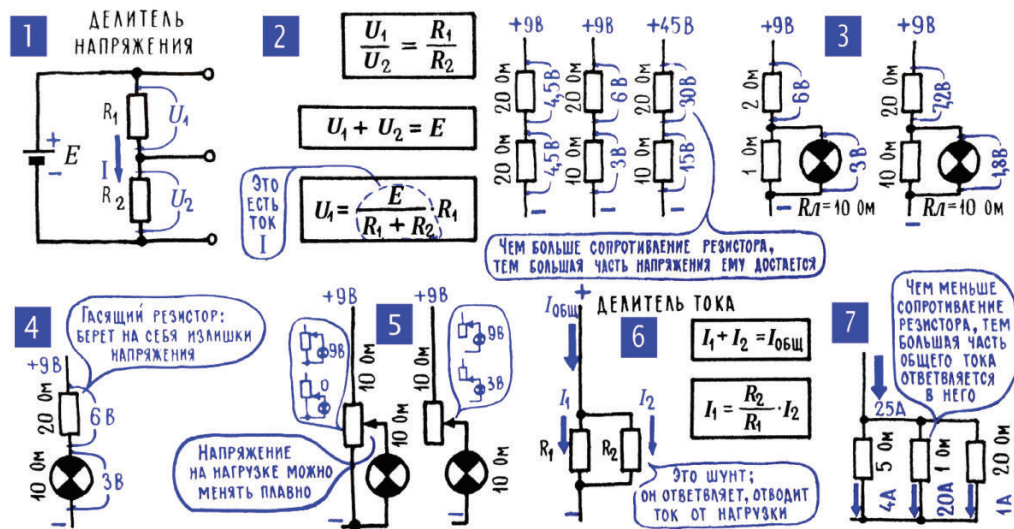 1
ДЕЛИТЕЛЬ
НАПРЯЖЕНИЯ
+
E
-
R1
I
R2
U1
U2
2
U1/U2 = R1/R2
U1 + U2 = E
U1 = E/(R1 + R2) R1
ЭТО
ЕСТЬ
ТОК
I
+9В
20 Ом
4,5В
20 Ом
4,5В
-
+9В
20 Ом
6В
10 Ом
3В
-
+45В
20 Ом
30В
10 Ом
15В
-
ЧЕМ БОЛЬШЕ СОПРОТИВЛЕНИЕ РЕЗИСТОРА,
ТЕМ БОЛЬШАЯ ЧАСТЬ НАПРЯЖЕНИЯ ЕМУ ДОСТАЕТСЯ
3
+9В
2 Ом
6В
1 Ом
3В
Rл=10 Ом
-
+9В
20 Ом
7,2В
10 Ом
1,8В
Rл=10 Ом
-
4
ГАСЯЩИЙ РЕЗИСТОР:
БЕРЕТ НА СЕБЯ ИЗЛИШКИ
НАПРЯЖЕНИЯ
+9В
20 Ом
6В
10 Ом
3В
-
5
+9В
9В
0
10 Ом
10 Ом
-
НАПРЯЖЕНИЕ
НА НАГРУЗКЕ МОЖНО
МЕНЯТЬ ПЛАВНО
+9В
9В
3В
10 Ом
10 Ом
-
6
ДЕЛИТЕЛЬ ТОКА
+
Iобщ
I1
I2
R1
R2
-
I1 + I2 = Iобщ
I1 = R2/R1 · I2
ЭТО ШУНТ;
ОН ОТВЕТВЛЯЕТ, ОТВОДИТ
ТОК ОТ НАГРУЗКИ
7
ЧЕМ МЕНЬШЕ
СОПРОТИВЛЕНИЕ
РЕЗИСТОРА, ТЕМ
БОЛЬШАЯ ЧАСТЬ
ОБЩЕГО ТОКА
ОТВЕТВЛЯЕТСЯ
В НЕГО
25А
5 Ом
1 Ом
20 Ом
4А
20А
1А